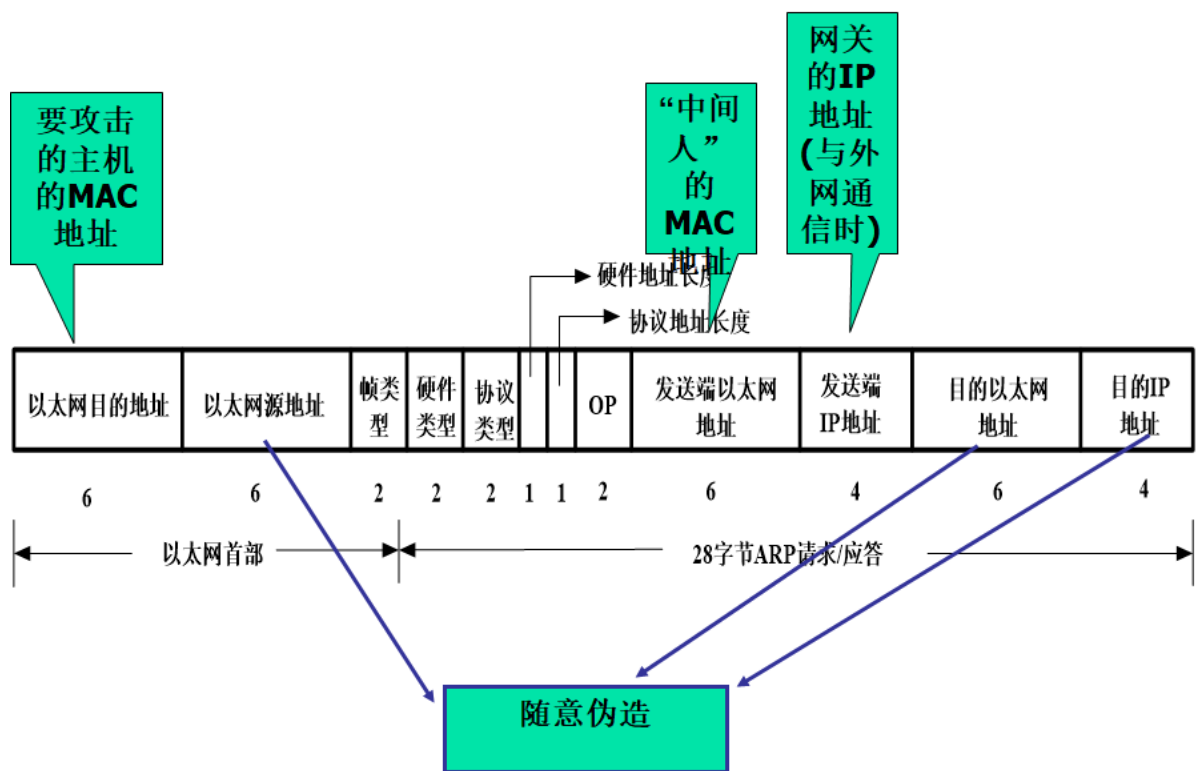 要攻击
的主机
的MAC
地址
“中间
人”
的
MAC
地址
网关
的IP
地址
(与外
网通
信时)
硬件地址长度
协议地址长度
以太网目的地址
以太网源地址
帧类
型
硬件
类型
协议
类型
OP
发送端以太网
地址
发送端
IP地址
目的以太网
地址
目的IP
地址
6
6
2
2
2
1
1
2
6
4
6
4
以太网首部
28字节ARP请求/应答
随意伪造